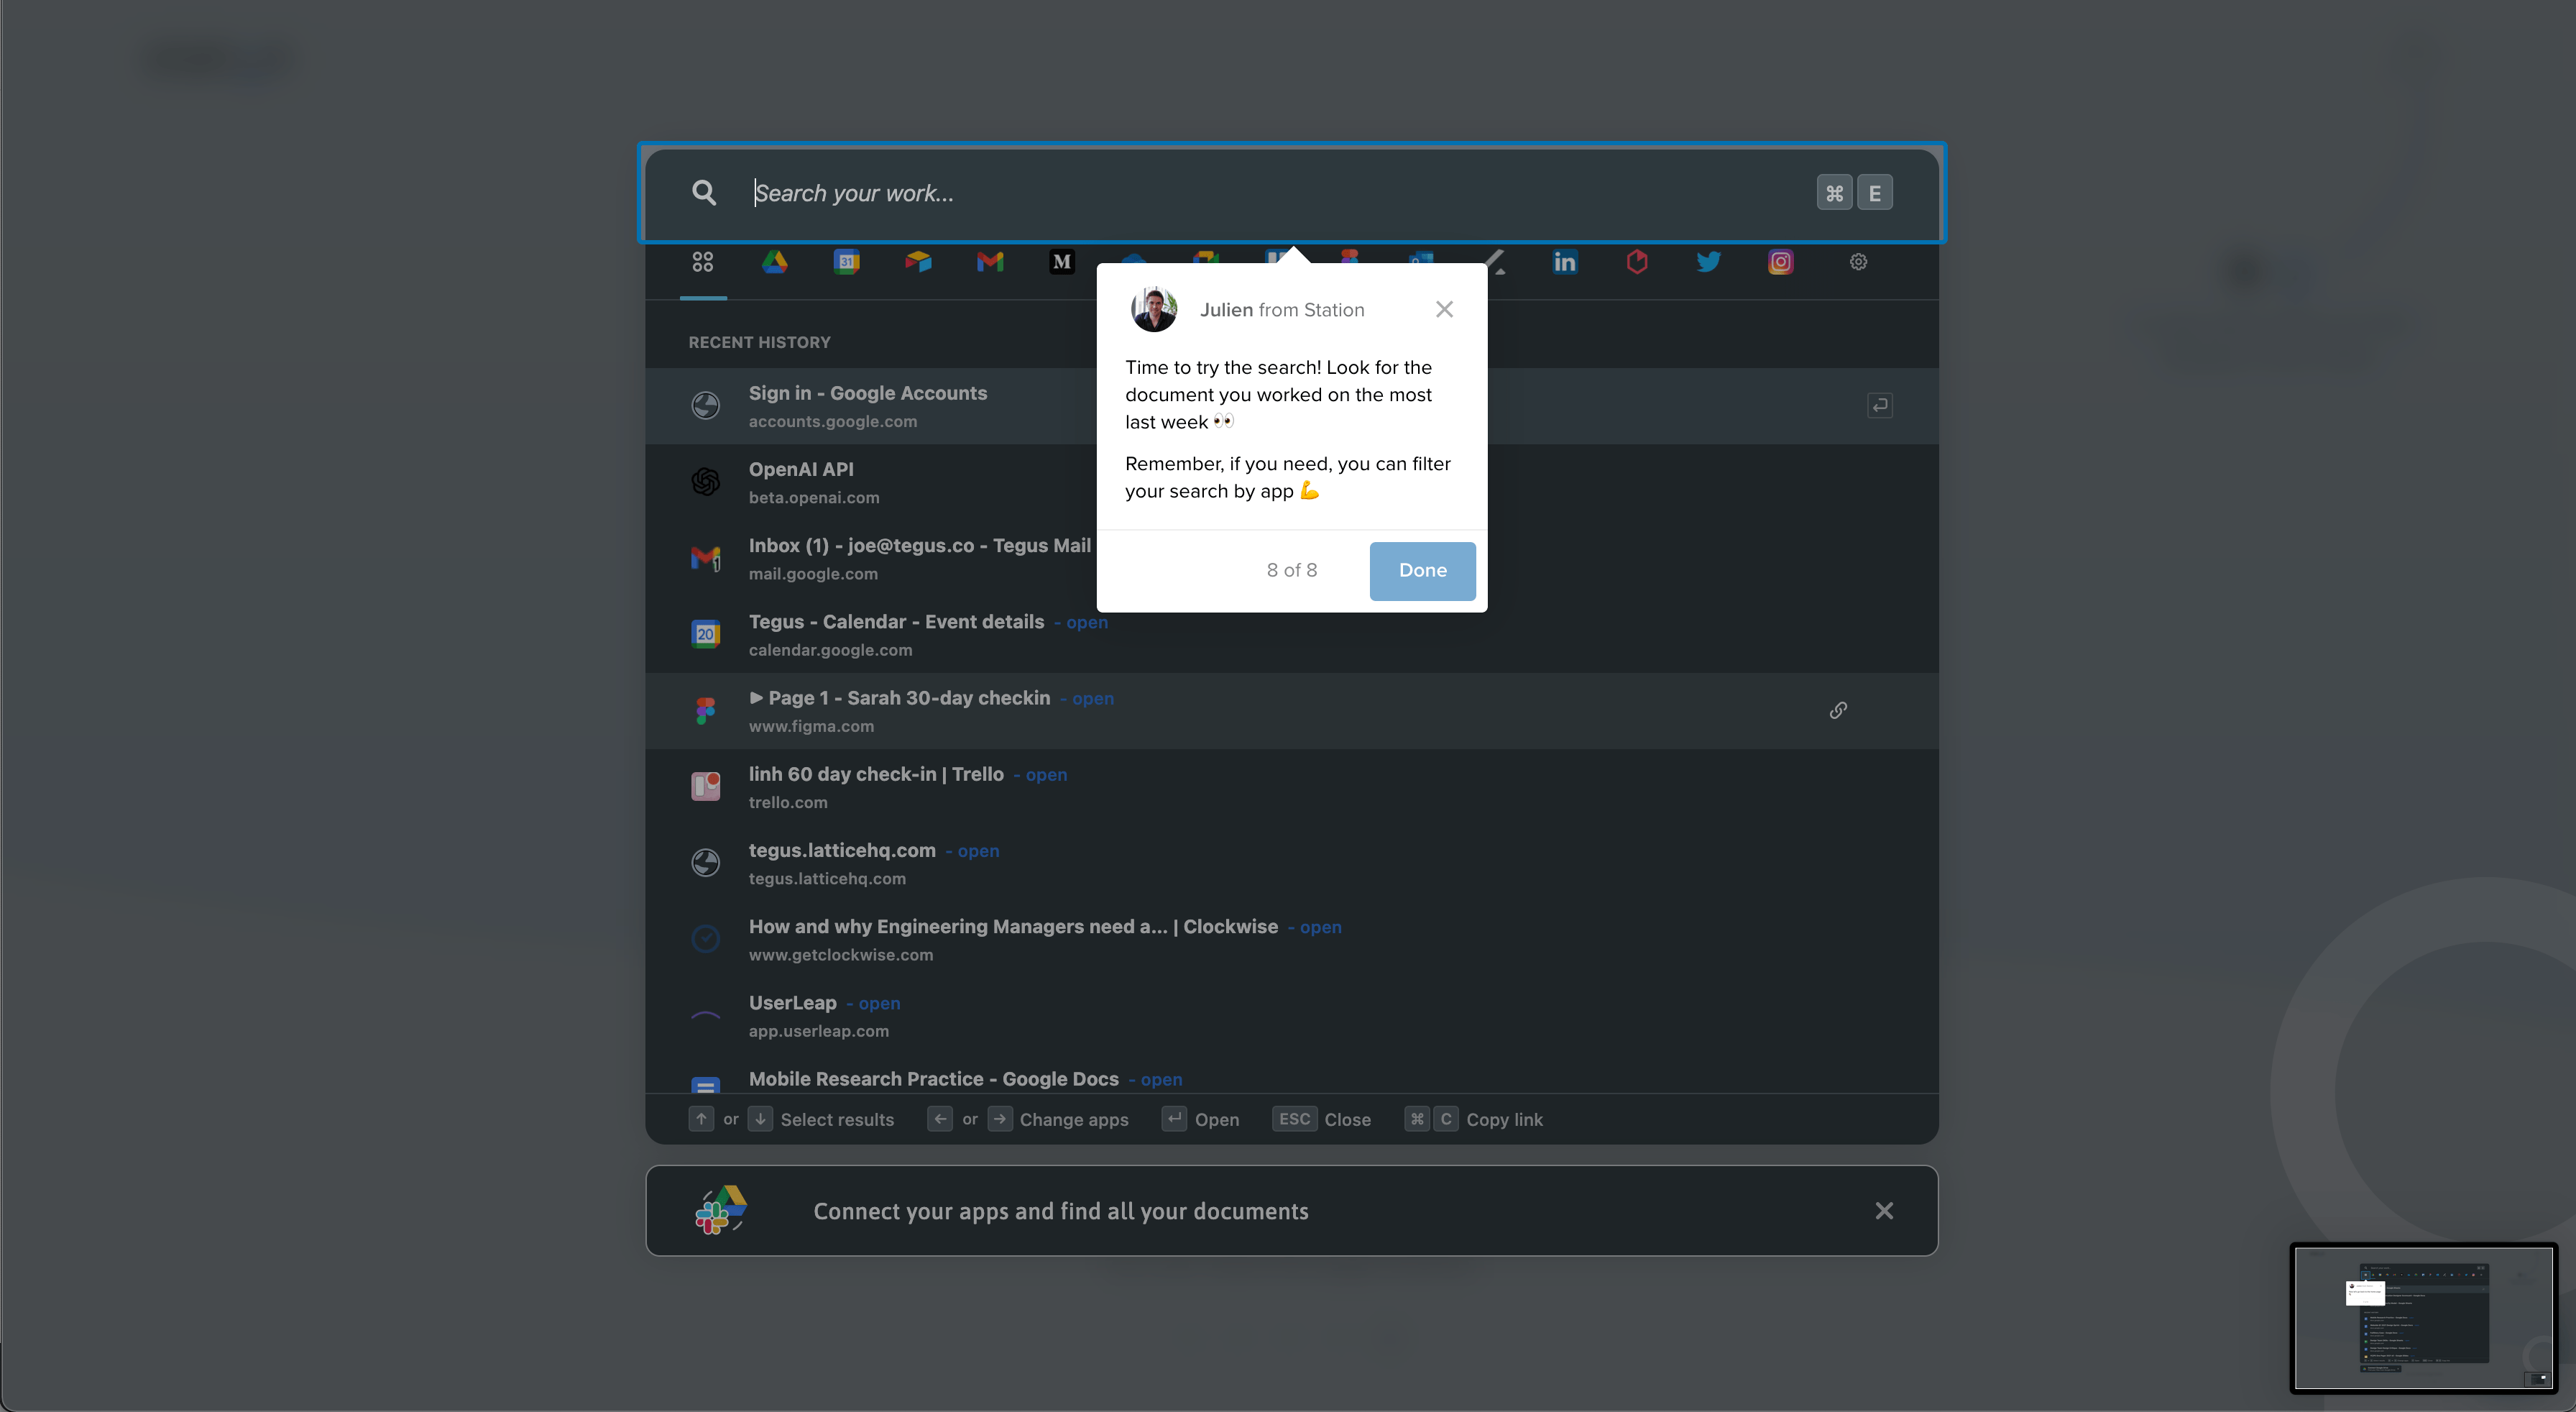 Search your work...
⌘ E
31
M
in
Julien from Station
Time to try the search! Look for the
document you worked on the most
last week 👀
Remember, if you need, you can filter
your search by app 💪
8 of 8
Done
RECENT HISTORY
Sign in - Google Accounts
accounts.google.com
OpenAI API
beta.openai.com
Inbox (1) - joe@tegus.co - Tegus Mail
mail.google.com
Tegus - Calendar - Event details - open
20
calendar.google.com
▶ Page 1 - Sarah 30-day checkin - open
www.figma.com
linh 60 day check-in | Trello - open
trello.com
tegus.latticehq.com - open
tegus.latticehq.com
How and why Engineering Managers need a... | Clockwise - open
www.getclockwise.com
UserLeap - open
app.userleap.com
Mobile Research Practice - Google Docs - open
↑ or ↓ Select results ← or → Change apps ↵ Open ESC Close ⌘ C Copy link
Connect your apps and find all your documents